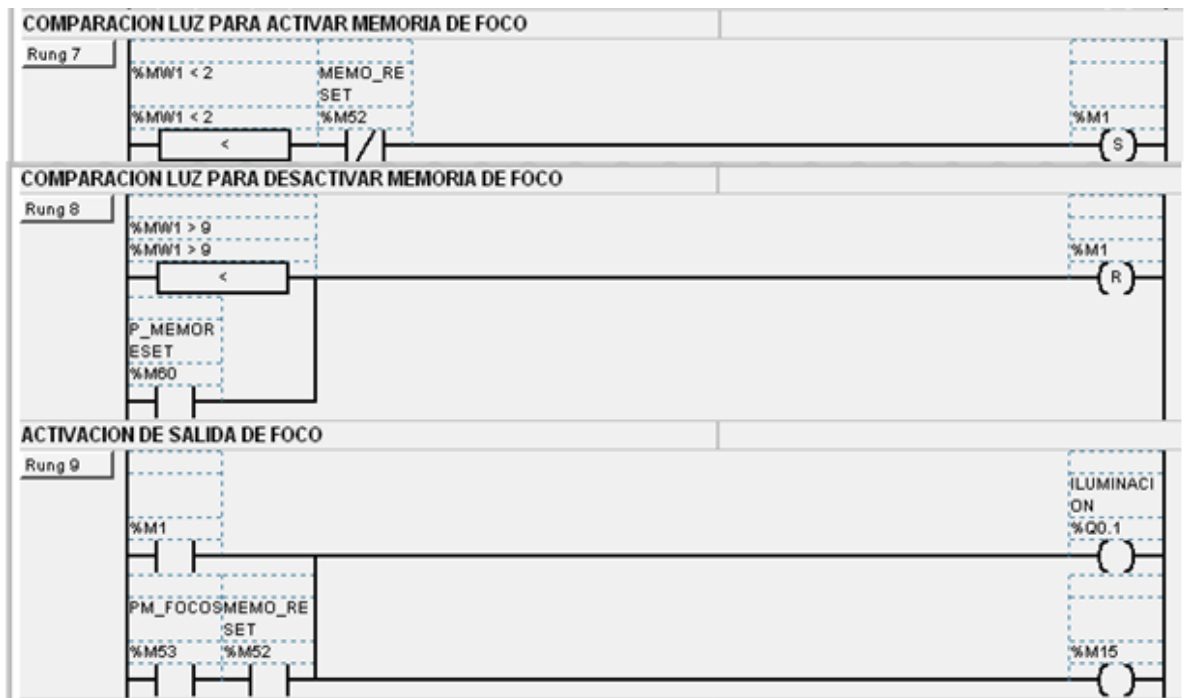 COMPARACION LUZ PARA ACTIVAR MEMORIA DE FOCO
Rung 7
%MW1 < 2
MEMO_RE
SET
%MW1 < 2
%M52
%M1
<
S
COMPARACION LUZ PARA DESACTIVAR MEMORIA DE FOCO
Rung 8
%MW1 > 9
%MW1 > 9
%M1
<
R
P_MEMOR
ESET
%M60
ACTIVACION DE SALIDA DE FOCO
Rung 9
ILUMINACI
ON
%M1
%Q0.1
PM_FOCOS
MEMO_RE
SET
%M53
%M52
%M15